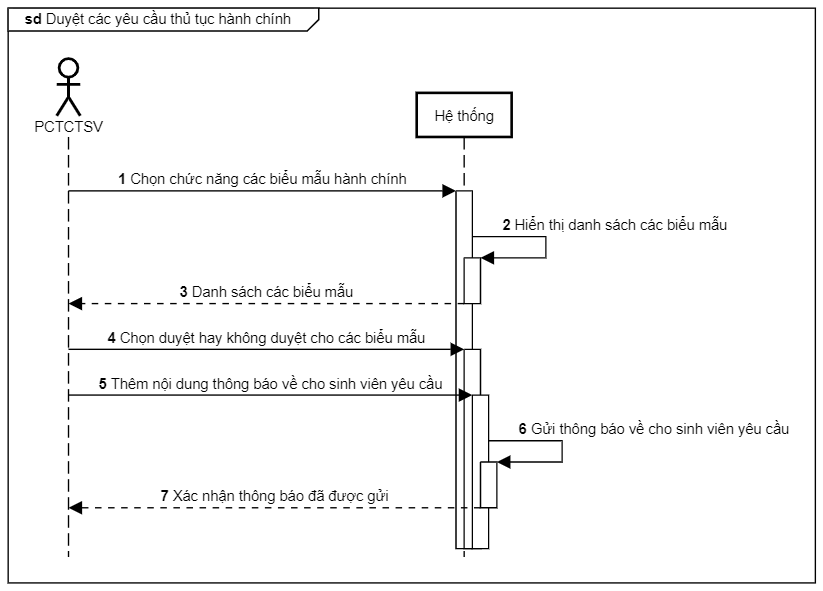 sd Duyệt các yêu cầu thủ tục hành chính
PCTCTSV
Hệ thống
1 Chọn chức năng các biểu mẫu hành chính
2 Hiển thị danh sách các biểu mẫu
3 Danh sách các biểu mẫu
4 Chọn duyệt hay không duyệt cho các biểu mẫu
5 Thêm nội dung thông báo về cho sinh viên yêu cầu
6 Gửi thông báo về cho sinh viên yêu cầu
7 Xác nhận thông báo đã được gửi